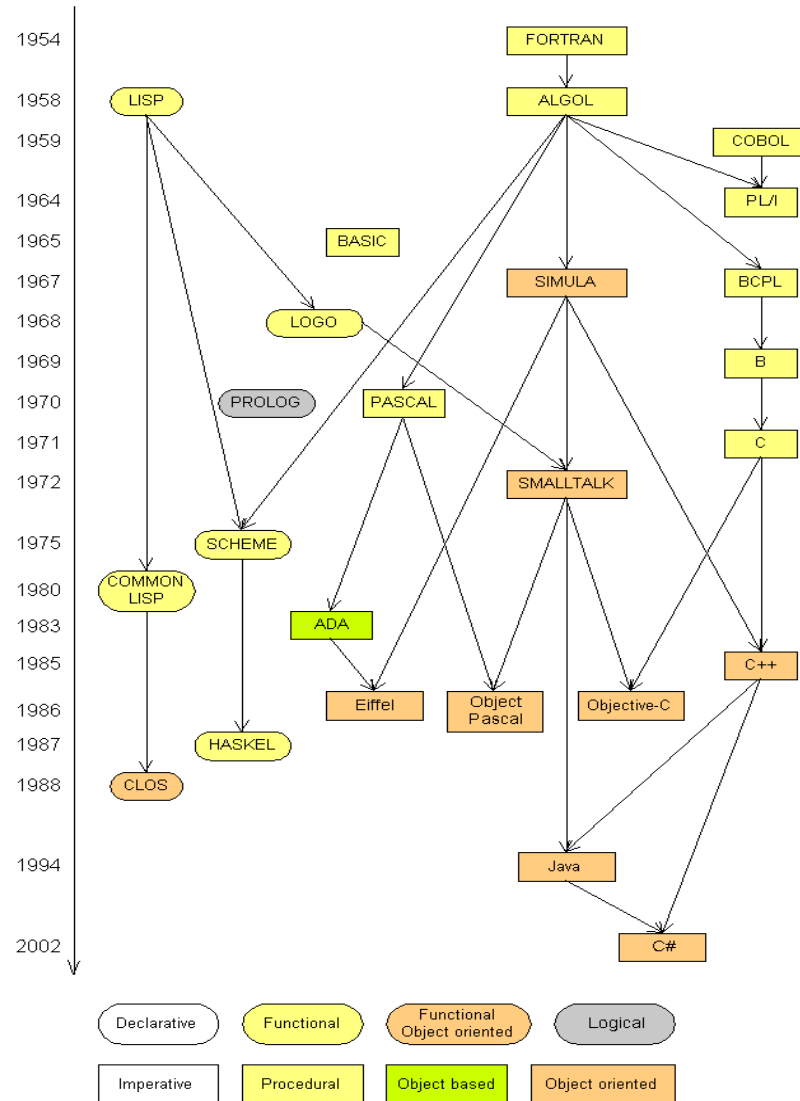 1954
FORTRAN
1958
LISP
ALGOL
1959
COBOL
1964
PL/I
1965
BASIC
1967
SIMULA
BCPL
1968
LOGO
1969
B
1970
PROLOG
PASCAL
1971
C
1972
SMALLTALK
1975
SCHEME
1980
COMMON
LISP
1983
ADA
1985
C++
1986
Eiffel
Object
Pascal
Objective-C
1987
HASKEL
1988
CLOS
1994
Java
2002
C#
Declarative
Functional
Functional
Object oriented
Logical
Imperative
Procedural
Object based
Object oriented